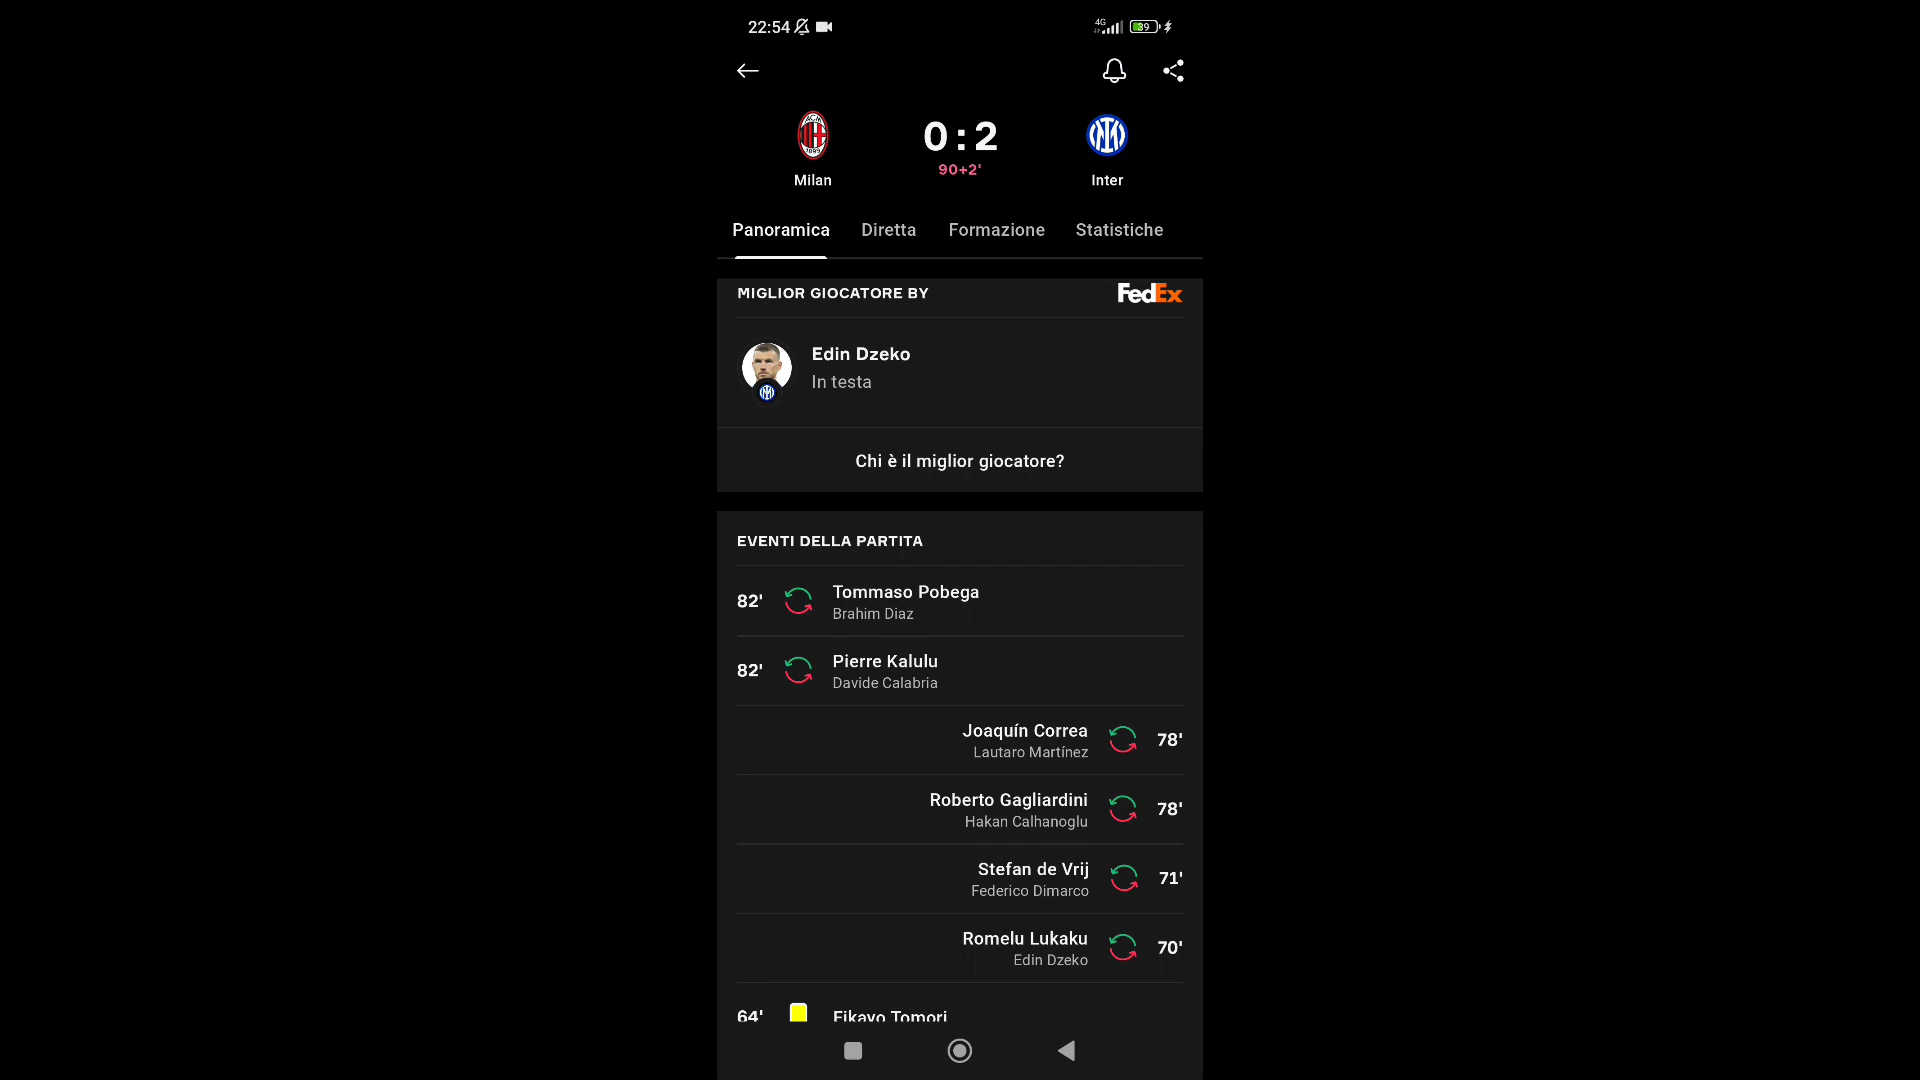 22:54 4G 39
0:2
90+2'
Milan Inter
Panoramica Diretta Formazione Statistiche
MIGLIOR GIOCATORE BY FedEx
Edin Dzeko
In testa
Chi è il miglior giocatore?
EVENTI DELLA PARTITA
82' Tommaso Pobega
Brahim Diaz
82' Pierre Kalulu
Davide Calabria
Joaquín Correa 78'
Lautaro Martínez
Roberto Gagliardini 78'
Hakan Calhanoglu
Stefan de Vrij 71'
Federico Dimarco
Romelu Lukaku 70'
Edin Dzeko
64' Fikayo Tomori